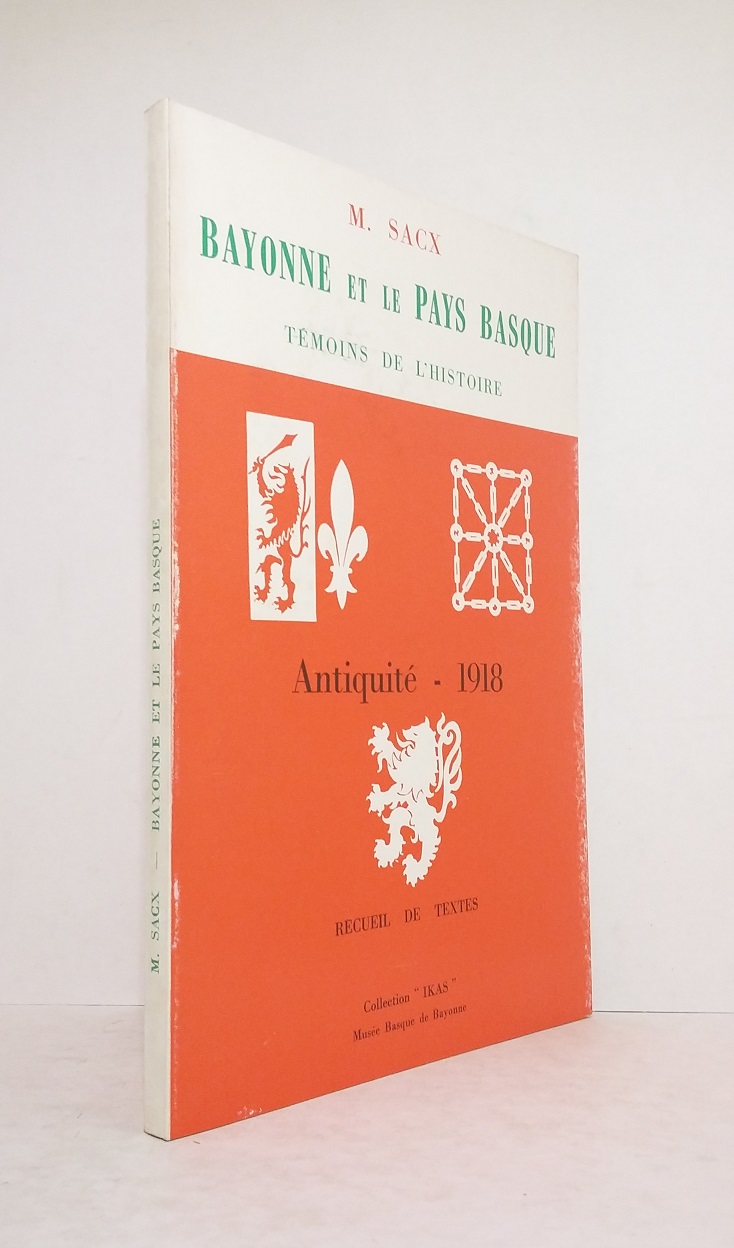 M. SACX
BAYONNE ET LE PAYS BASQUE
TÉMOINS DE L'HISTOIRE
Antiquité - 1918
RECUEIL DE TEXTES
Collection " IKAS "
Musée Basque de Bayonne
M. SACX — BAYONNE ET LE PAYS BASQUE